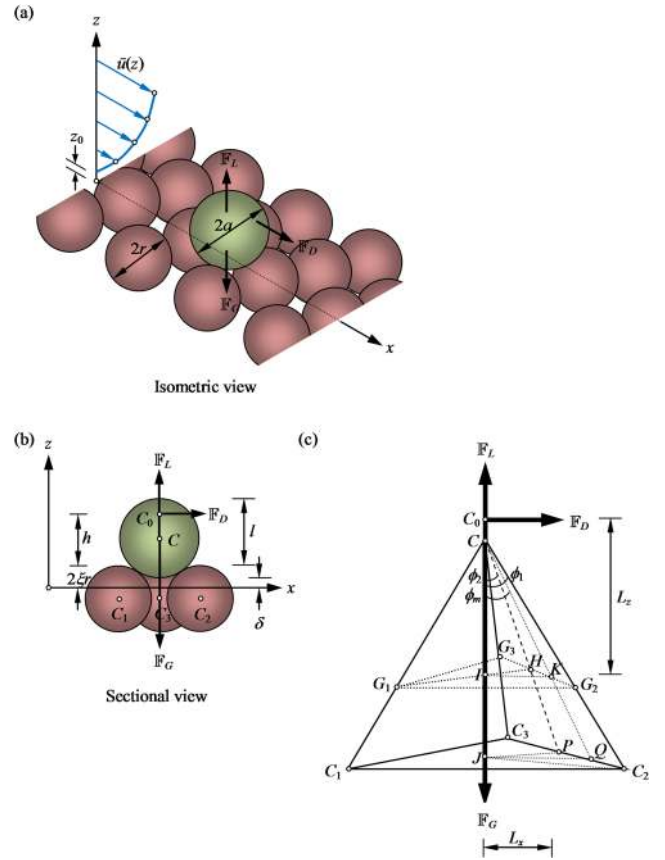 (a)
z
ū(z)
z₀
𝔽_L
2a
2r
𝔽_D
𝔽_G
x
Isometric view
(b)
z
𝔽_L
C₀
𝔽_D
h
C
l
2ξr
x
C₁
C₃
C₂
δ
𝔽_G
Sectional view
(c)
𝔽_L
C₀
𝔽_D
C
ϕ₂
ϕ₁
ϕ_m
L_z
G₃
H
K
I
G₁
G₂
C₃
P
Q
J
C₁
C₂
𝔽_G
L_x